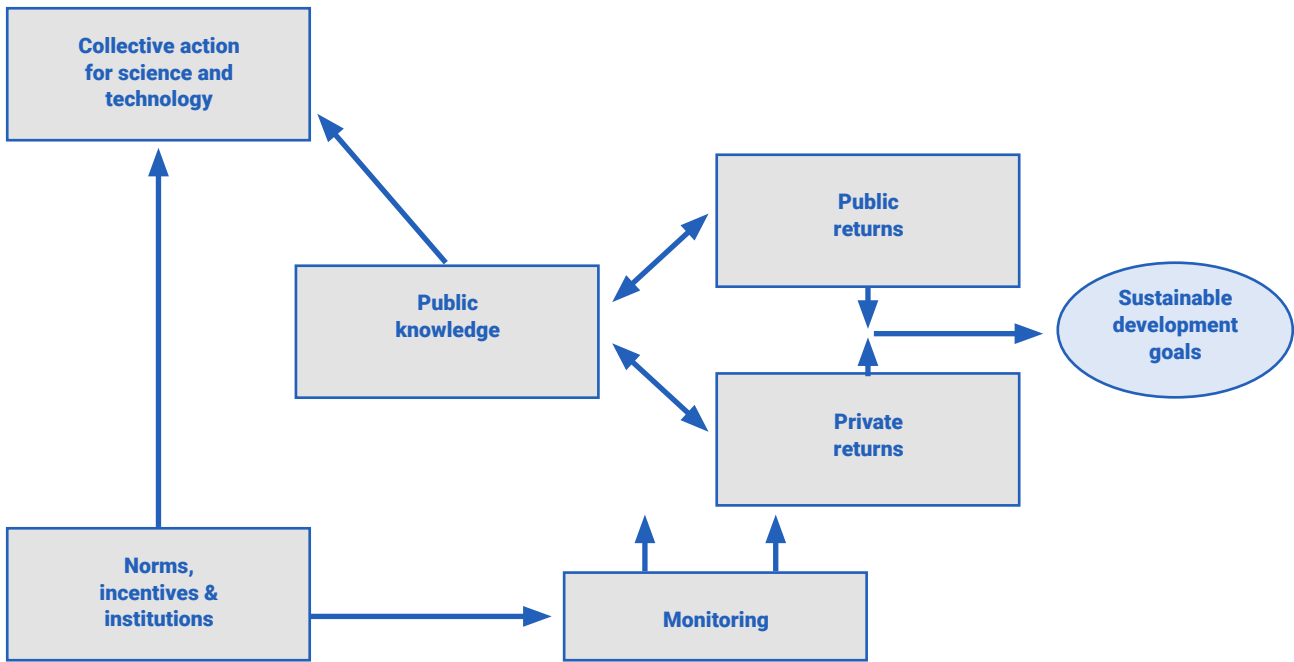 Collective action
for science and
technology
Public
returns
Public
knowledge
Sustainable
development
goals
Private
returns
Norms,
incentives &
institutions
Monitoring